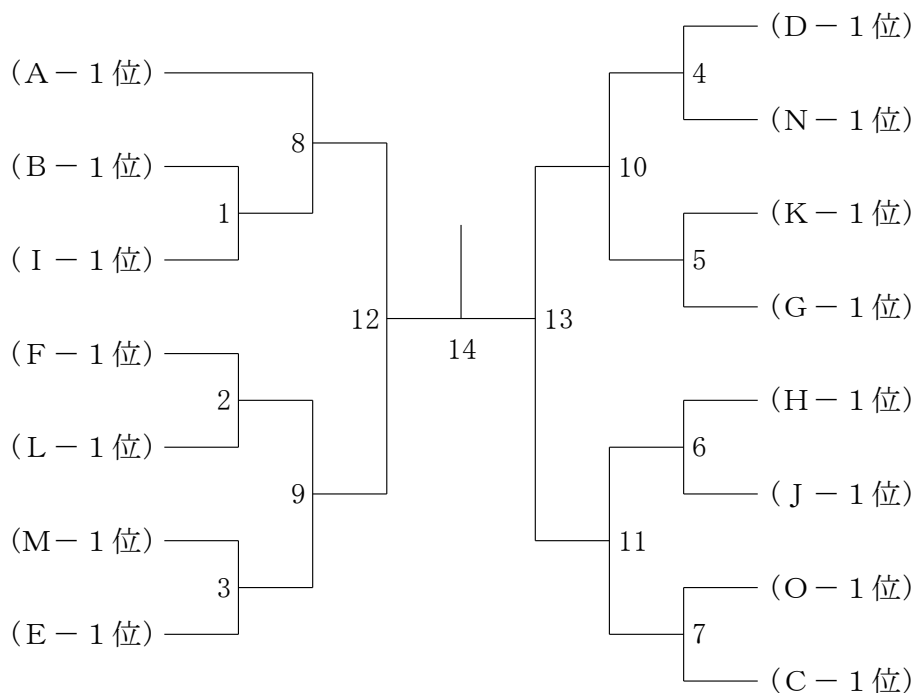 (A－1位)
(B－1位)
(I－1位)
(F－1位)
(L－1位)
(M－1位)
(E－1位)
1
2
3
8
9
12
14
13
10
11
4
5
6
7
(D－1位)
(N－1位)
(K－1位)
(G－1位)
(H－1位)
(J－1位)
(O－1位)
(C－1位)